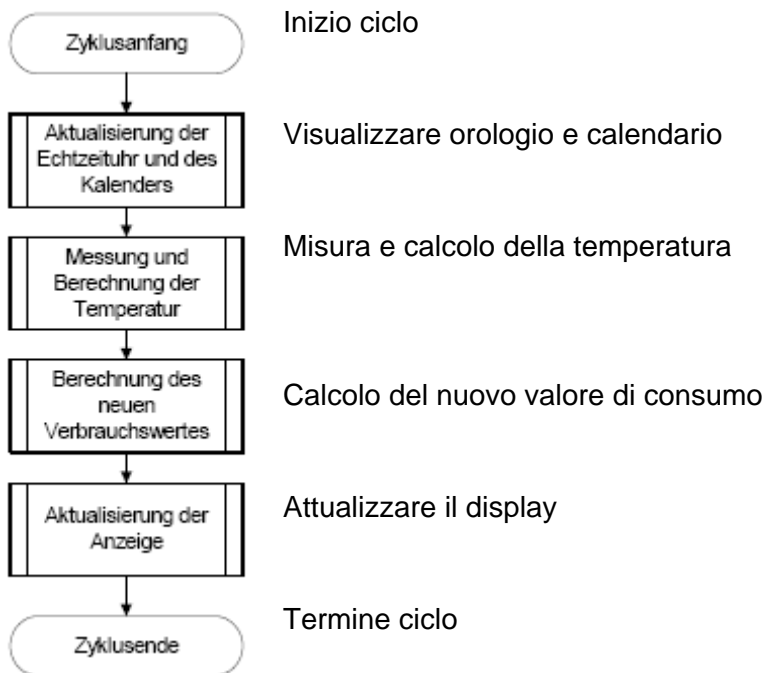 Zyklusanfang
Inizio ciclo
Aktualisierung der
Echtzeituhr und des
Kalenders
Visualizzare orologio e calendario
Messung und
Berechnung der
Temperatur
Misura e calcolo della temperatura
Berechnung des
neuen
Verbrauchswertes
Calcolo del nuovo valore di consumo
Aktualisierung der
Anzeige
Attualizzare il display
Zyklusende
Termine ciclo